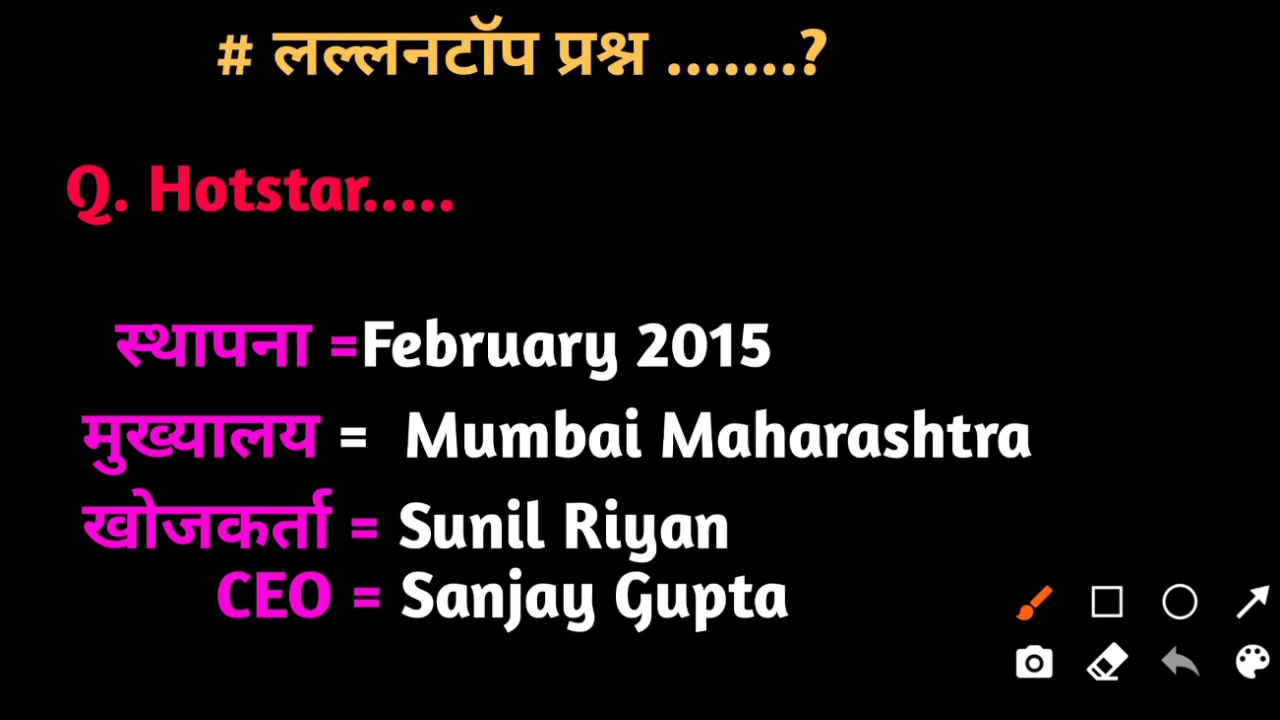 # लल्लनटॉप प्रश्न .......?
Q. Hotstar.....
स्थापना =February 2015
मुख्यालय = Mumbai Maharashtra
खोजकर्ता = Sunil Riyan
CEO = Sanjay Gupta